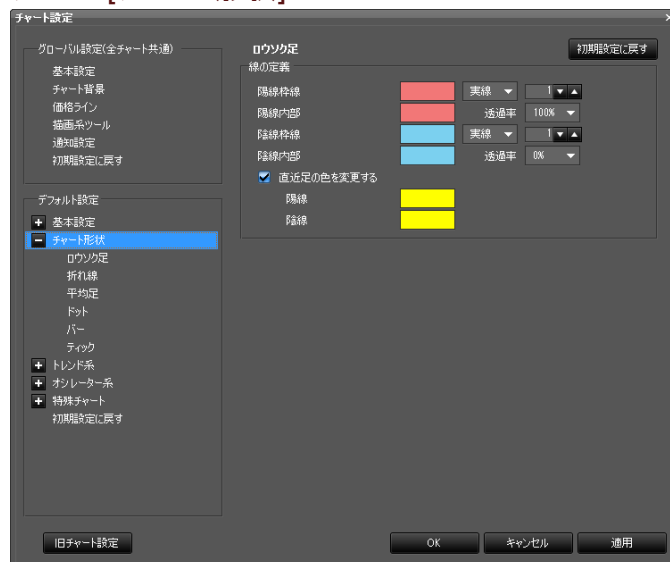 チャート設定
グローバル設定(全チャート共通)
基本設定
チャート背景
価格ライン
描画系ツール
通知設定
初期設定に戻す
デフォルト設定
基本設定
チャート形状
ロウソク足
折れ線
平均足
ドット
バー
ティック
トレンド系
オシレーター系
特殊チャート
初期設定に戻す
ロウソク足
初期設定に戻す
線の定義
陽線枠線 実線 1
陽線内部 透過率 100%
陰線枠線 実線 1
陰線内部 透過率 0%
直近足の色を変更する
陽線
陰線
旧チャート設定
OK
キャンセル
適用